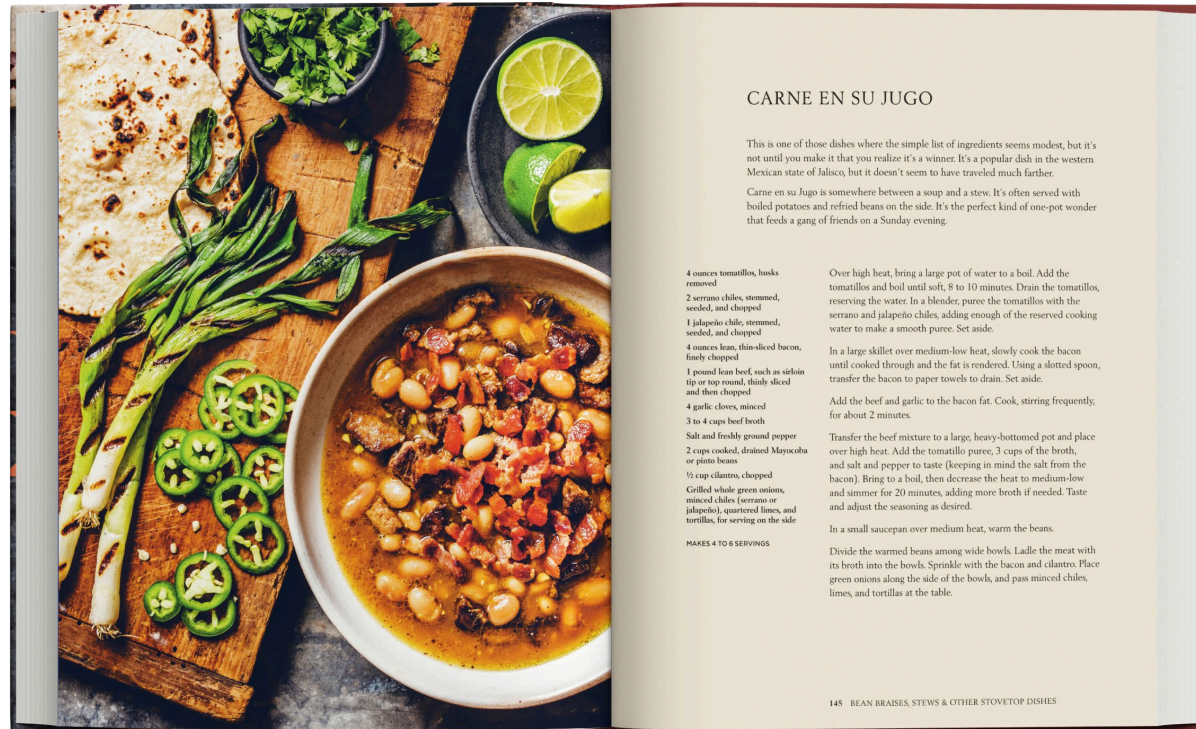 CARNE EN SU JUGO
This is one of those dishes where the simple list of ingredients seems modest, but it's
not until you make it that you realize it's a winner. It's a popular dish in the western
Mexican state of Jalisco, but it doesn't seem to have traveled much farther.
Carne en su Jugo is somewhere between a soup and a stew. It's often served with
boiled potatoes and refried beans on the side. It's the perfect kind of one-pot wonder
that feeds a gang of friends on a Sunday evening.
4 ounces tomatillos, husks
removed
2 serrano chiles, stemmed,
seeded, and chopped
1 jalapeño chile, stemmed,
seeded, and chopped
4 ounces lean, thin-sliced bacon,
finely chopped
1 pound lean beef, such as sirloin
tip or top round, thinly sliced
and then chopped
4 garlic cloves, minced
3 to 4 cups beef broth
Salt and freshly ground pepper
2 cups cooked, drained Mayocoba
or pinto beans
½ cup cilantro, chopped
Grilled whole green onions,
minced chiles (serrano or
jalapeño), quartered limes, and
tortillas, for serving on the side
MAKES 4 TO 6 SERVINGS
Over high heat, bring a large pot of water to a boil. Add the
tomatillos and boil until soft, 8 to 10 minutes. Drain the tomatillos,
reserving the water. In a blender, puree the tomatillos with the
serrano and jalapeño chiles, adding enough of the reserved cooking
water to make a smooth puree. Set aside.
In a large skillet over medium-low heat, slowly cook the bacon
until cooked through and the fat is rendered. Using a slotted spoon,
transfer the bacon to paper towels to drain. Set aside.
Add the beef and garlic to the bacon fat. Cook, stirring frequently,
for about 2 minutes.
Transfer the beef mixture to a large, heavy-bottomed pot and place
over high heat. Add the tomatillo puree, 3 cups of the broth,
and salt and pepper to taste (keeping in mind the salt from the
bacon). Bring to a boil, then decrease the heat to medium-low
and simmer for 20 minutes, adding more broth if needed. Taste
and adjust the seasoning as desired.
In a small saucepan over medium heat, warm the beans.
Divide the warmed beans among wide bowls. Ladle the meat with
its broth into the bowls. Sprinkle with the bacon and cilantro. Place
green onions along the side of the bowls, and pass minced chiles,
limes, and tortillas at the table.
145 BEAN BRAISES, STEWS & OTHER STOVETOP DISHES